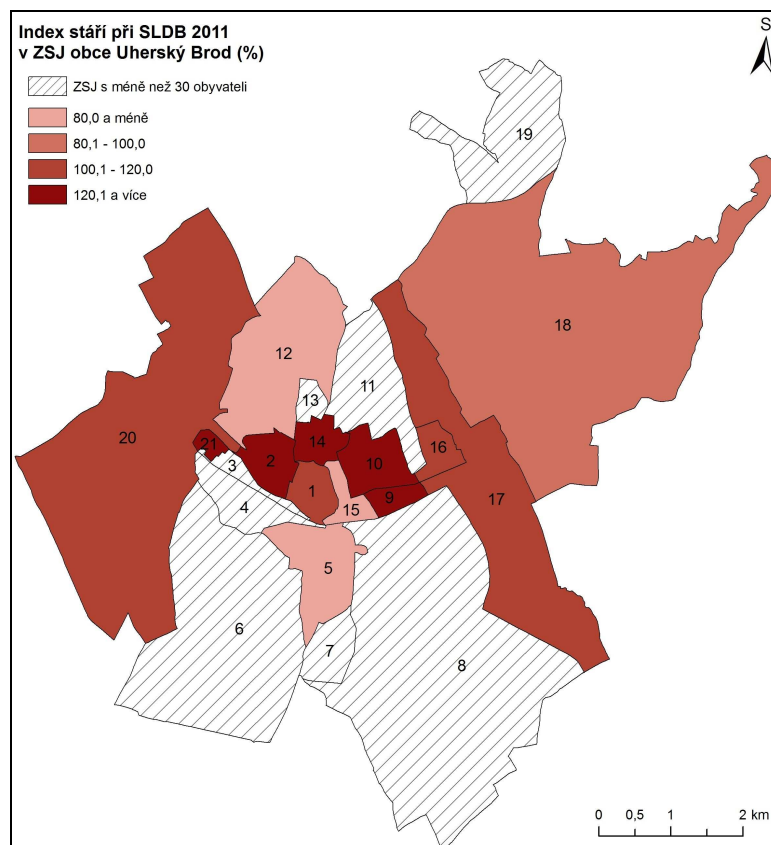 Index stáří při SLDB 2011
v ZSJ obce Uherský Brod (%)
ZSJ s méně než 30 obyvateli
80,0 a méně
80,1 - 100,0
100,1 - 120,0
120,1 a více
S
19
18
12
11
13
20
14
16
21
2
10
3
1
9
17
4
15
5
6
7
8
0 0,5 1 2 km